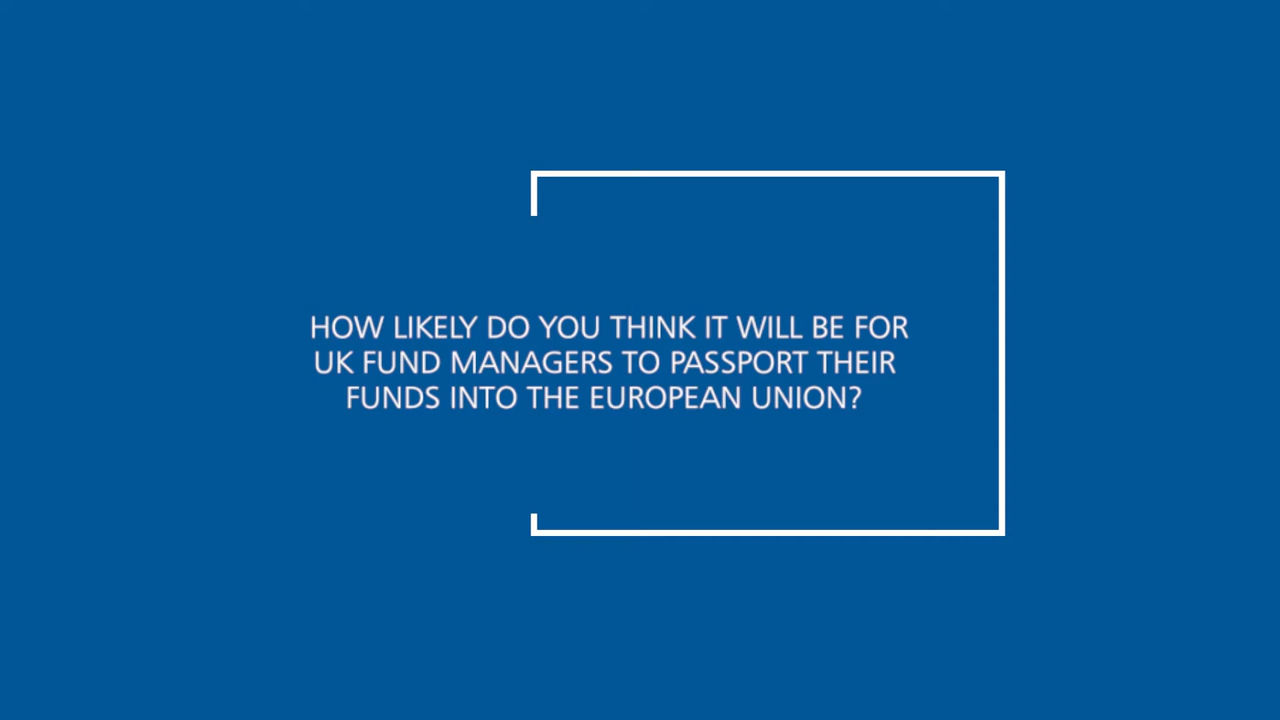 HOW LIKELY DO YOU THINK IT WILL BE FOR
UK FUND MANAGERS TO PASSPORT THEIR
FUNDS INTO THE EUROPEAN UNION?